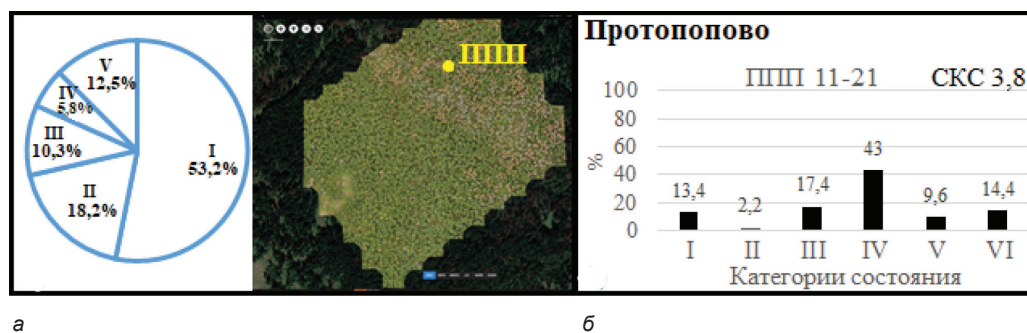 V
12,5%
IV
5,8%
III
10,3%
I
53,2%
II
18,2%
ППП
Протопопово
ППП 11-21 СКС 3,8
100
80
60
40
20
0
%
13,4
2,2
17,4
43
9,6
14,4
I II III IV V VI
Категории состояния
а б